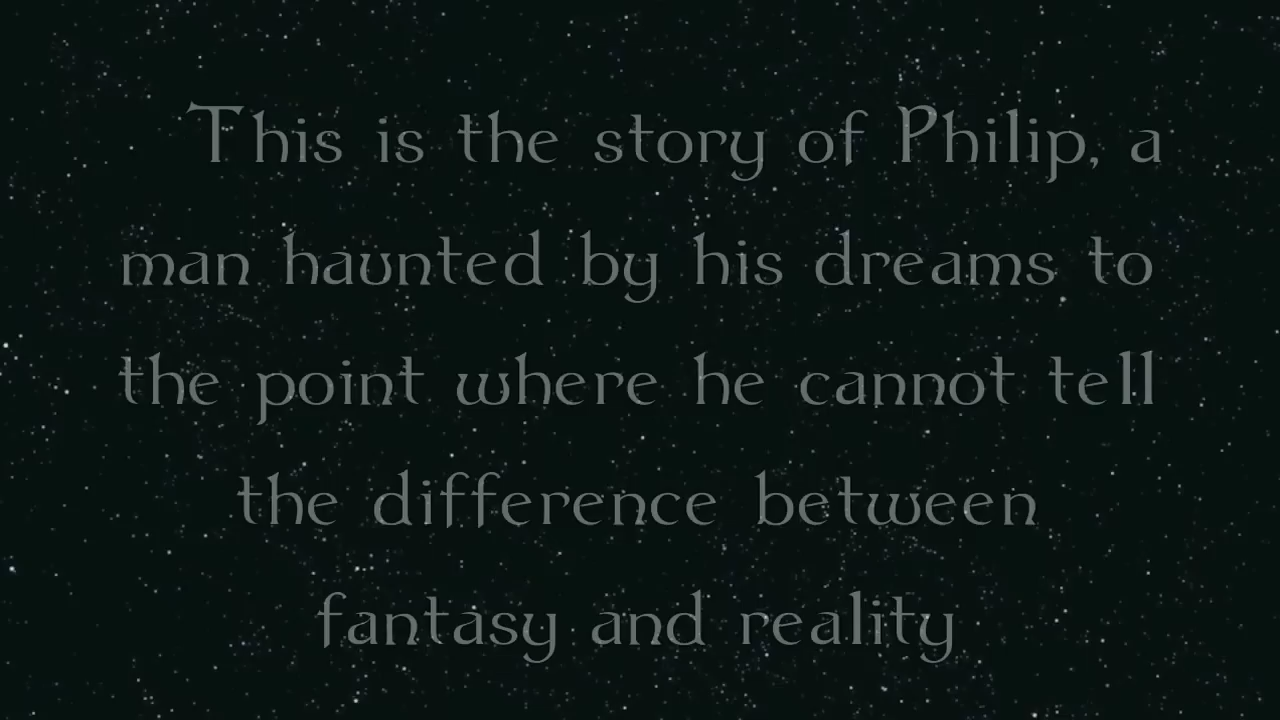 This is the story of Philip, a
man haunted by his dreams to
the point where he cannot tell
the difference between
fantasy and reality